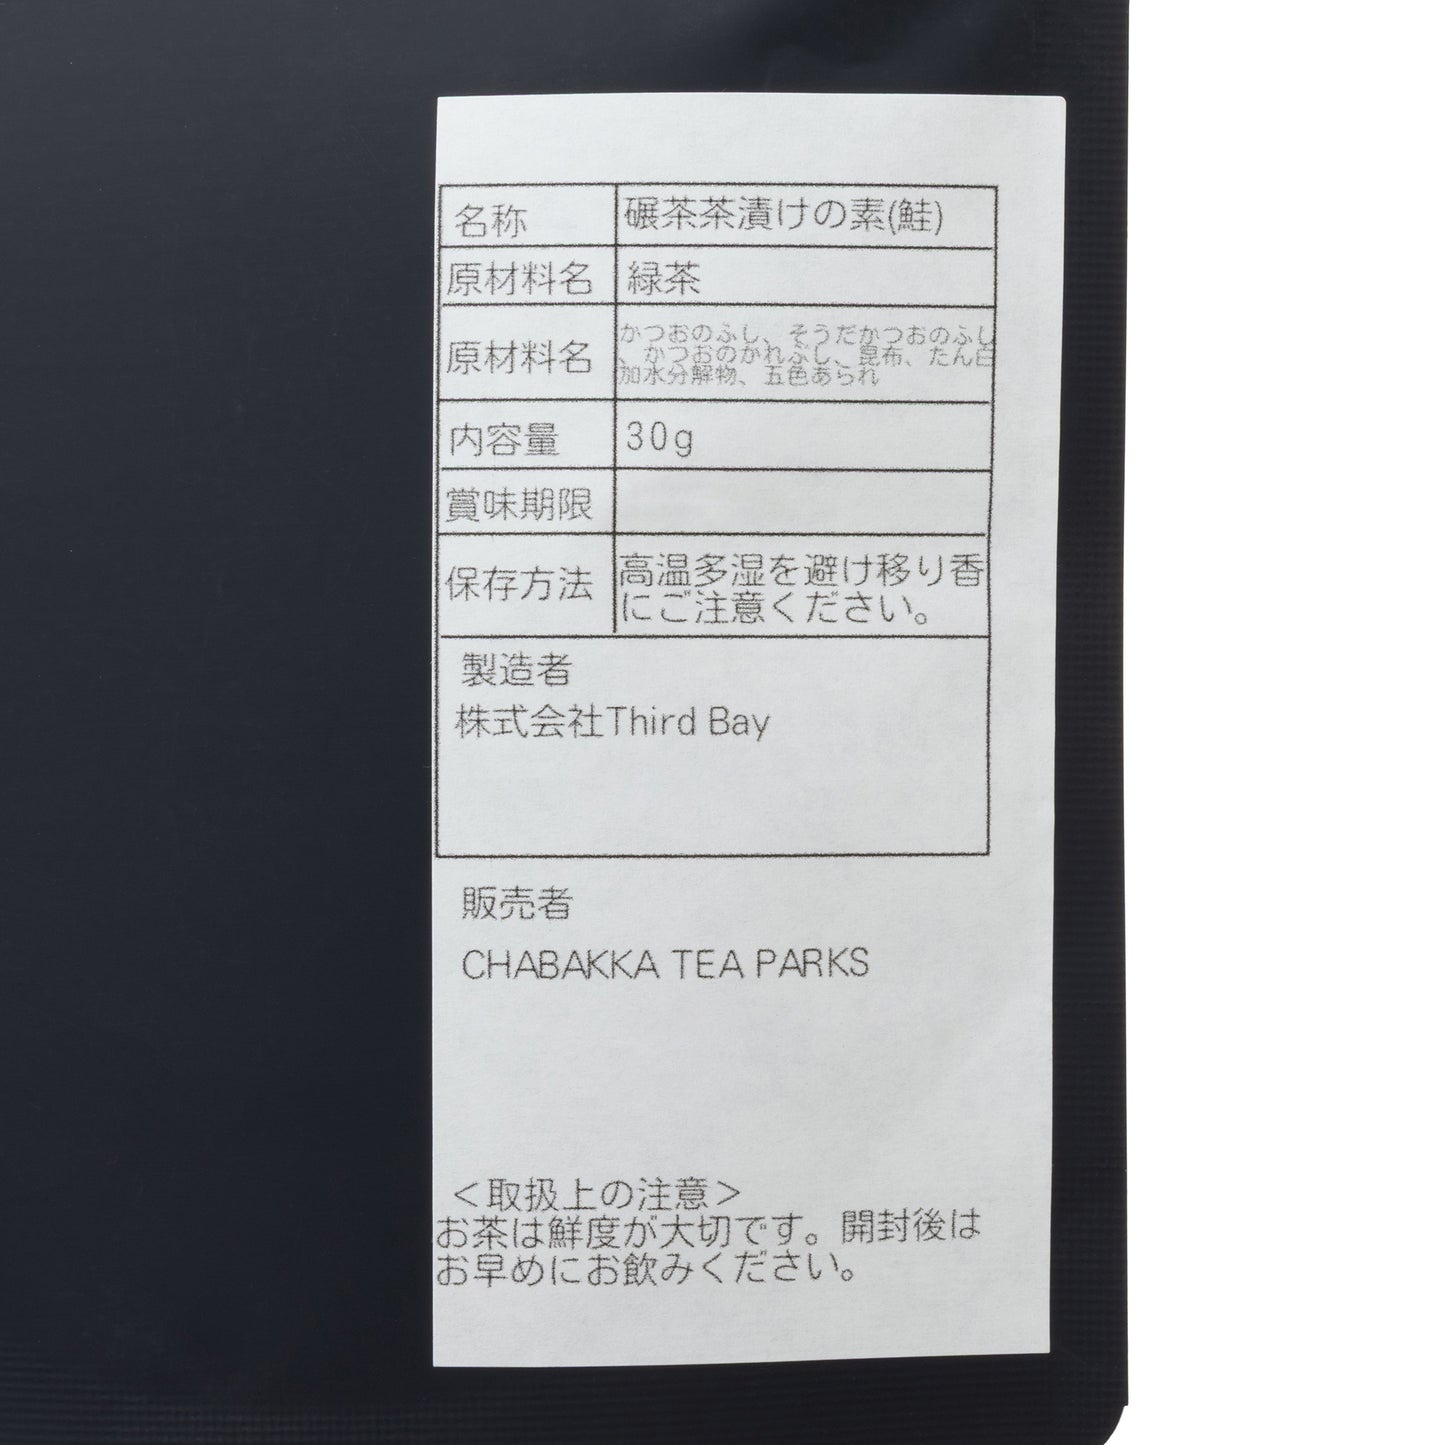 名称 碾茶茶漬けの素(鮭)
原材料名 緑茶
原材料名 かつおのふし、そうだかつおのふし
、かつおのかれぶし、昆布、たん白
加水分解物、五色あられ
内容量 30g
賞味期限
保存方法 高温多湿を避け移り香
にご注意ください。
製造者
株式会社Third Bay
販売者
CHABAKKA TEA PARKS
＜取扱上の注意＞
お茶は鮮度が大切です。開封後は
お早めにお飲みください。